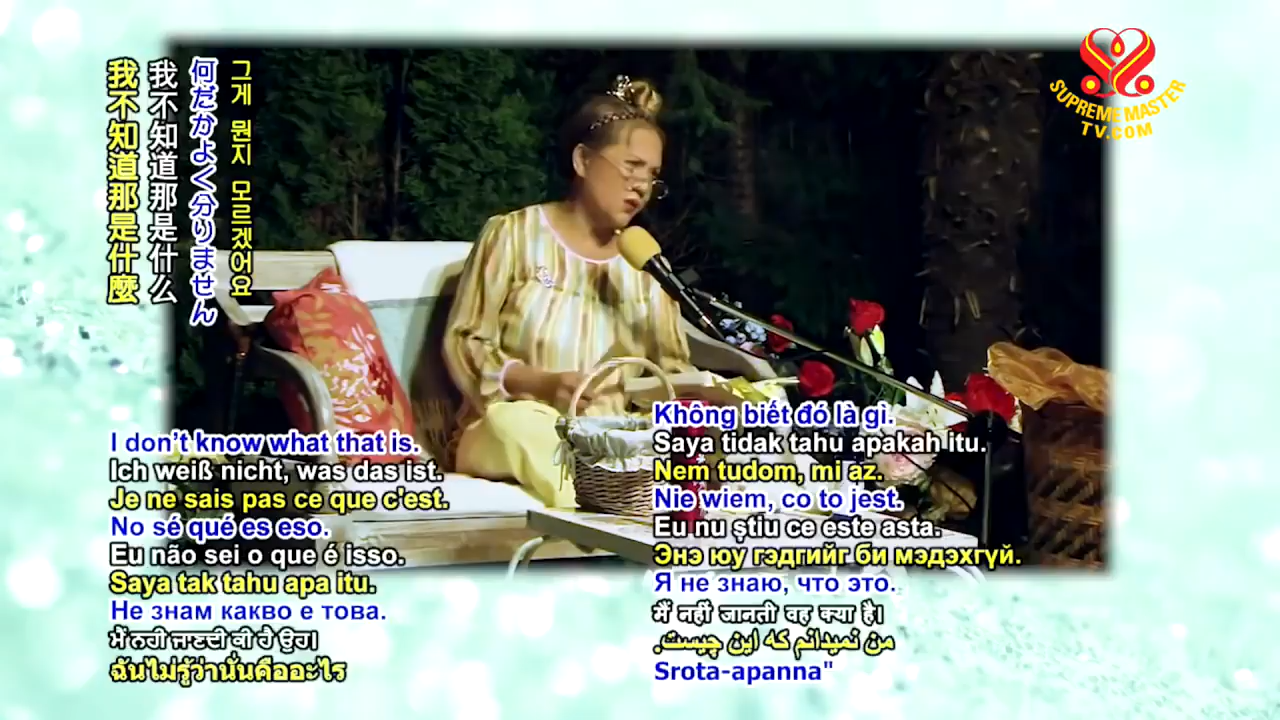 SUPREME MASTER
TV.COM
그게 뭔지 모르겠어요
何だかよく分りません
我不知道那是什么
我不知道那是什麼
I don't know what that is.
Ich weiß nicht, was das ist.
Je ne sais pas ce que c'est.
No sé qué es eso.
Eu não sei o que é isso.
Saya tak tahu apa itu.
Не знам какво е това.
ਮੈਂ ਨਹੀ ਜਾਣਦੀ ਕੀ ਹੈ ਉਹ।
ฉันไม่รู้ว่านั่นคืออะไร
Không biết đó là gì.
Saya tidak tahu apakah itu.
Nem tudom, mi az.
Nie wiem, co to jest.
Eu nu știu ce este asta.
Энэ юу гэдгийг би мэдэхгүй.
Я не знаю, что это.
मैं नहीं जानती वह क्या है।
من نمیدانم که این چیست.
Srota-apanna"